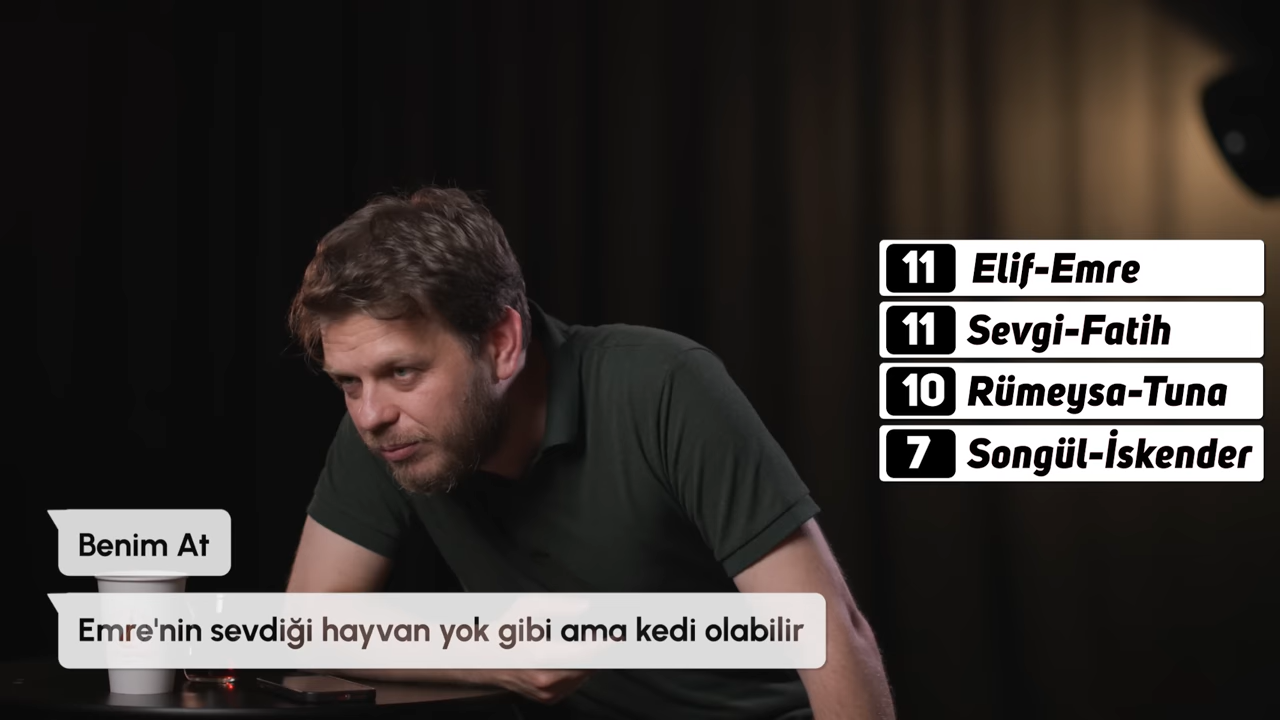 11 Elif-Emre
11 Sevgi-Fatih
10 Rümeysa-Tuna
7 Songül-İskender
Benim At
Emre'nin sevdiği hayvan yok gibi ama kedi olabilir